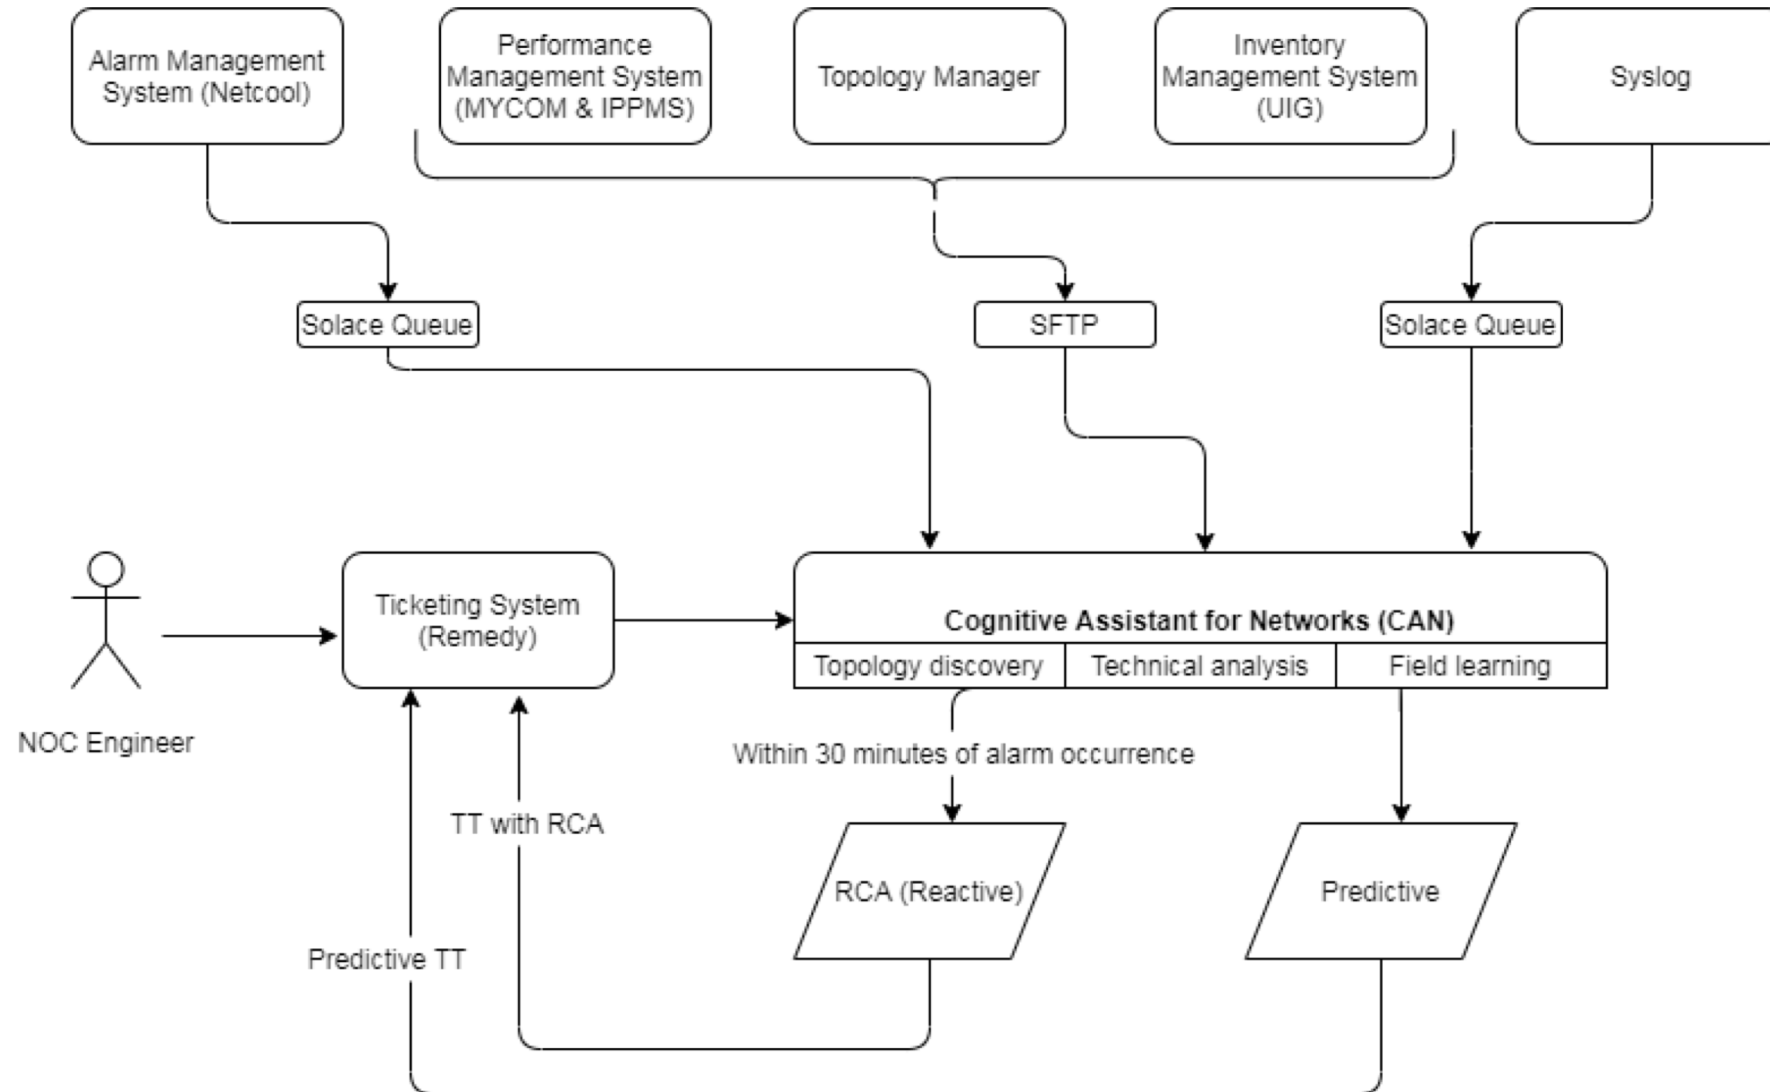 Alarm Management
System (Netcool)
Performance
Management System
(MYCOM & IPPMS)
Topology Manager
Inventory
Management System
(UIG)
Syslog
Solace Queue
SFTP
Solace Queue
Ticketing System
(Remedy)
Cognitive Assistant for Networks (CAN)
Topology discovery
Technical analysis
Field learning
NOC Engineer
Within 30 minutes of alarm occurrence
TT with RCA
RCA (Reactive)
Predictive
Predictive TT